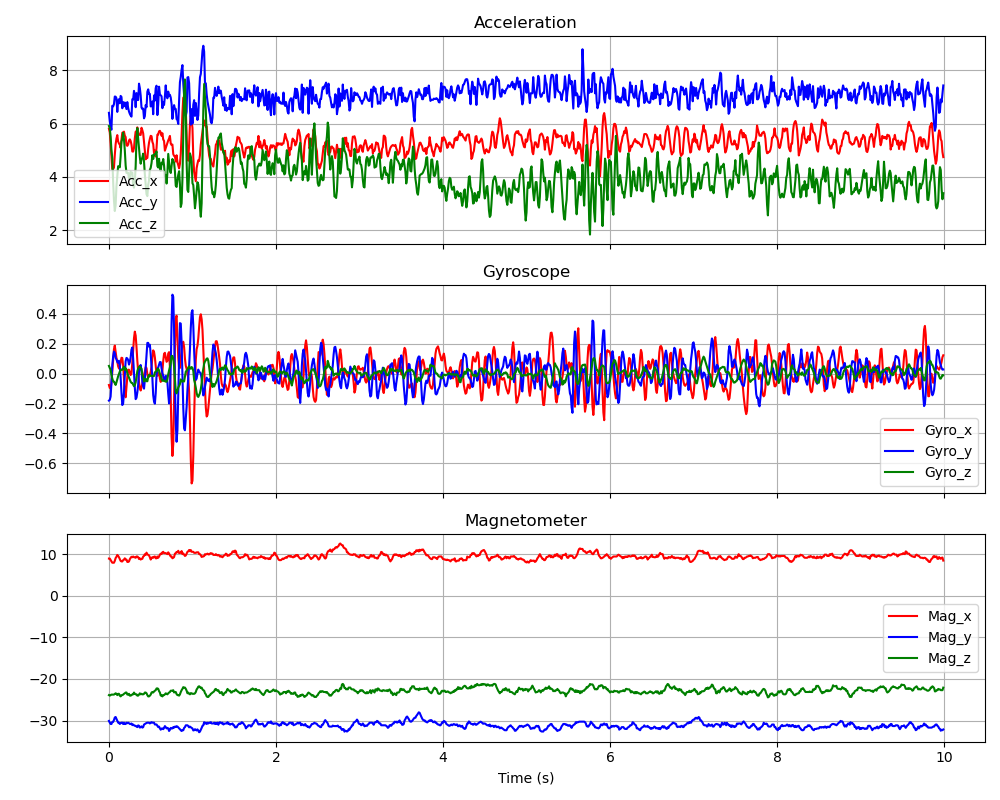 Acceleration
8
6
4
2
Acc_x
Acc_y
Acc_z
Gyroscope
0.4
0.2
0.0
−0.2
−0.4
−0.6
Gyro_x
Gyro_y
Gyro_z
Magnetometer
10
0
−10
−20
−30
Mag_x
Mag_y
Mag_z
0 2 4 6 8 10
Time (s)